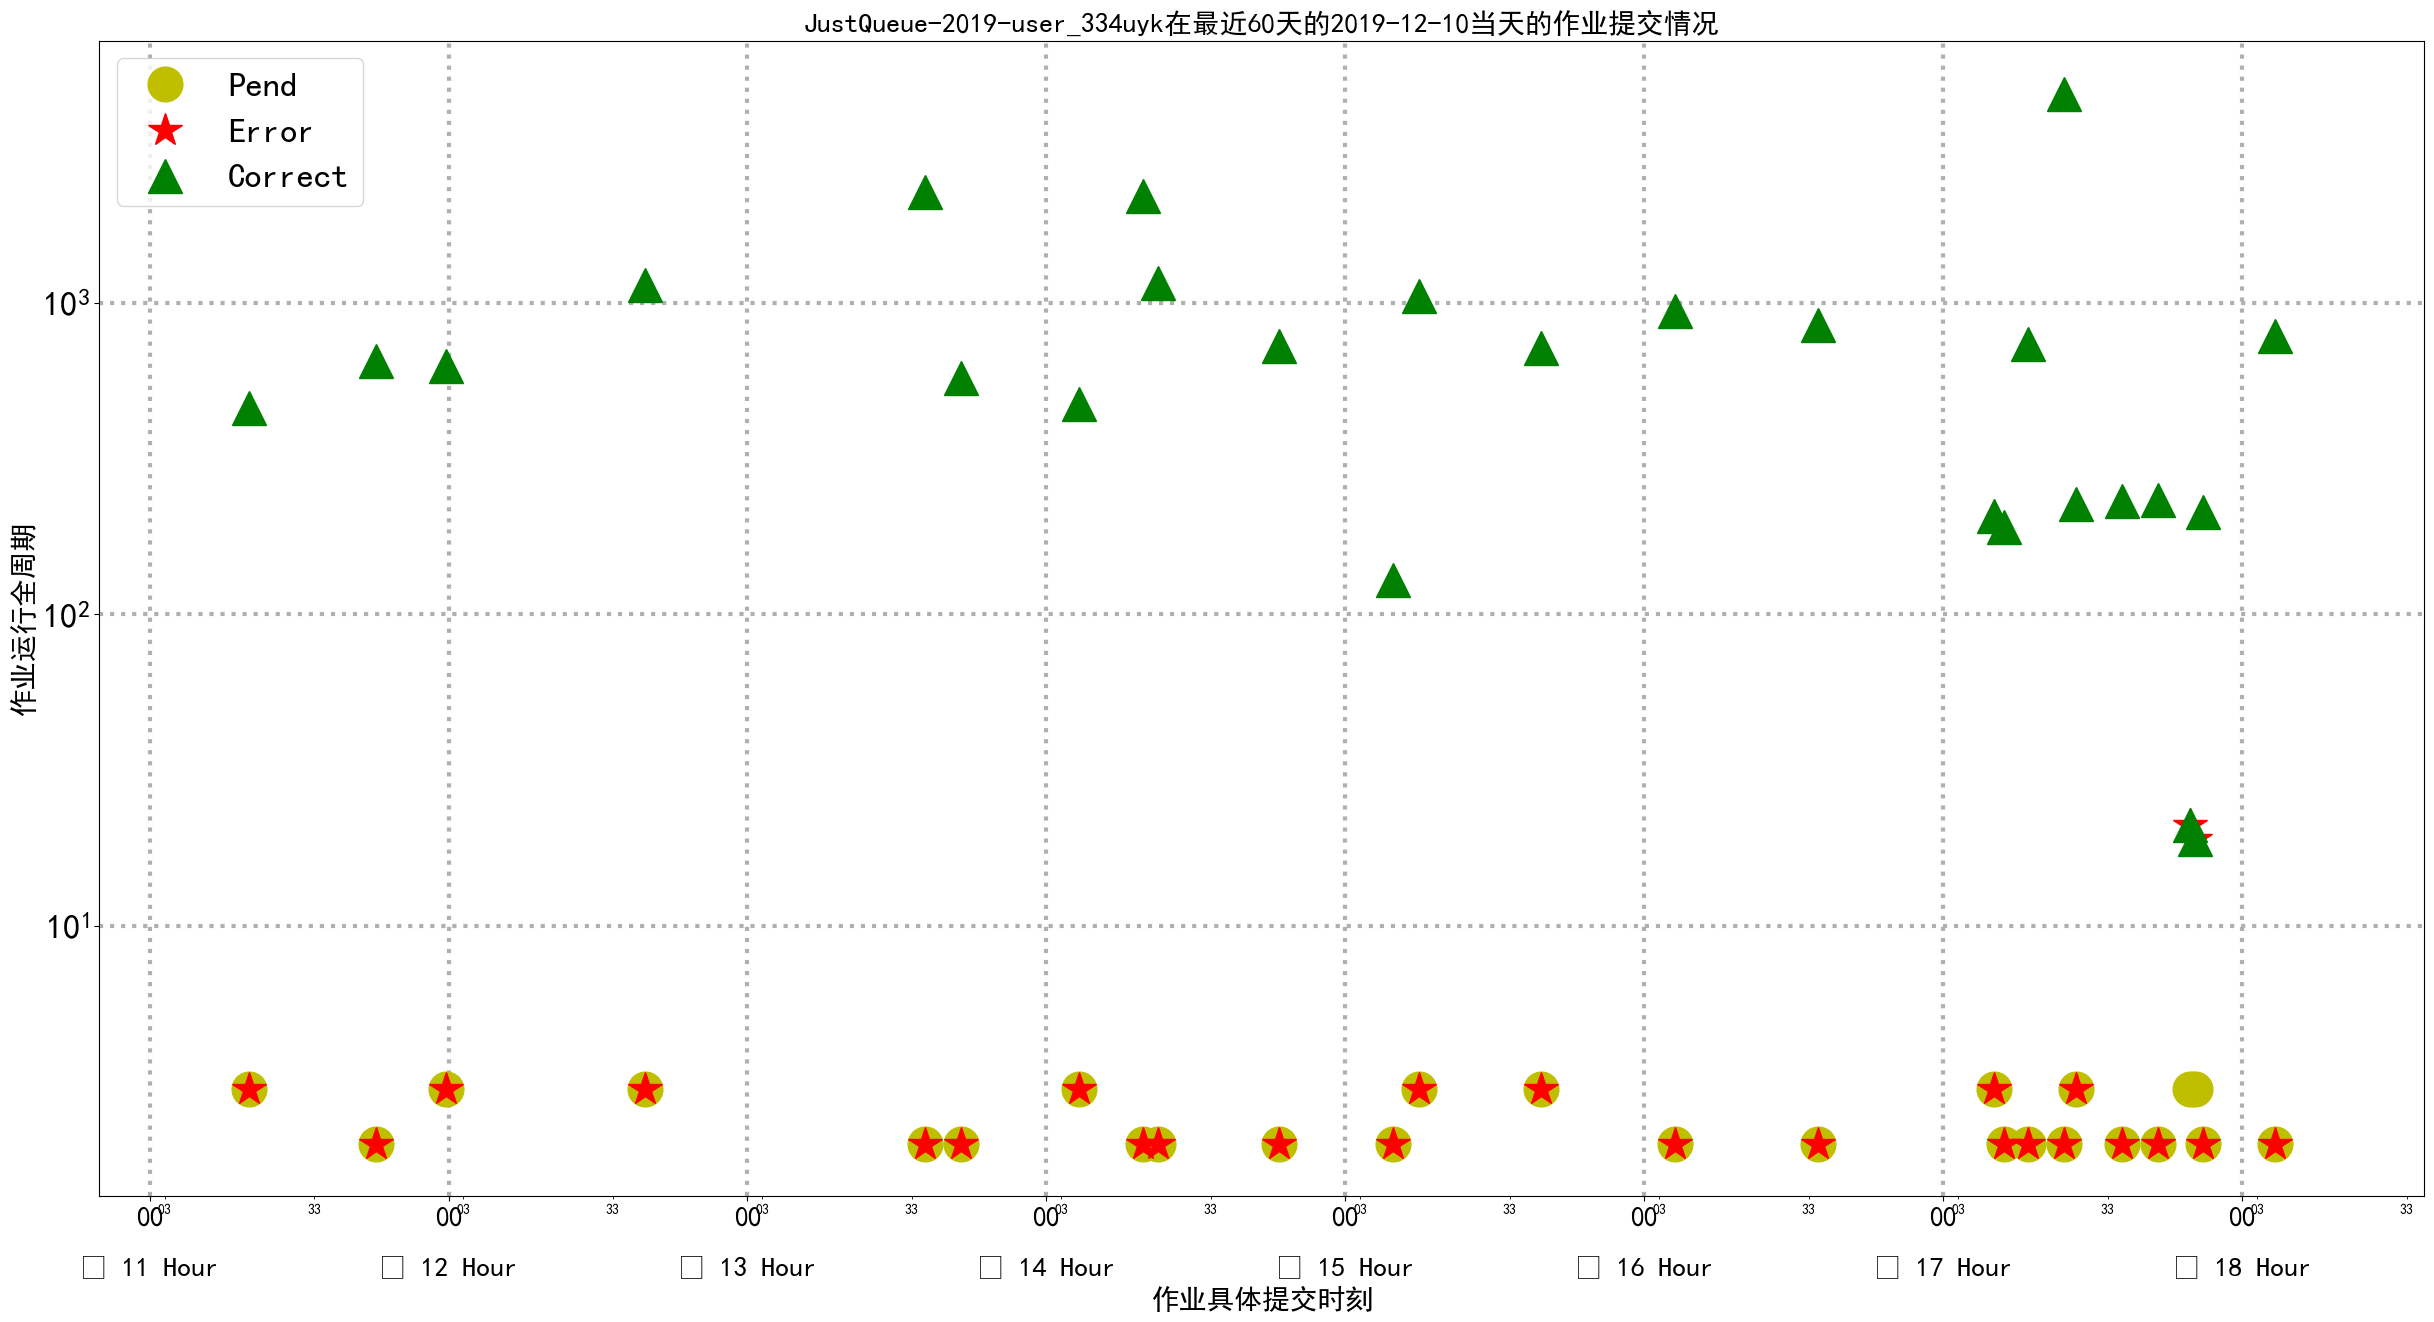 JustQueue-2019-user_334uyk在最近60天的2019-12-10当天的作业提交情况
Pend
Error
Correct
作业运行全周期
10³
10²
10¹
00 03 33 00 03 33 00 03 33 00 03 33 00 03 33 00 03 33 00 03 33 00 03 33
□ 11 Hour □ 12 Hour □ 13 Hour □ 14 Hour □ 15 Hour □ 16 Hour □ 17 Hour □ 18 Hour
作业具体提交时刻